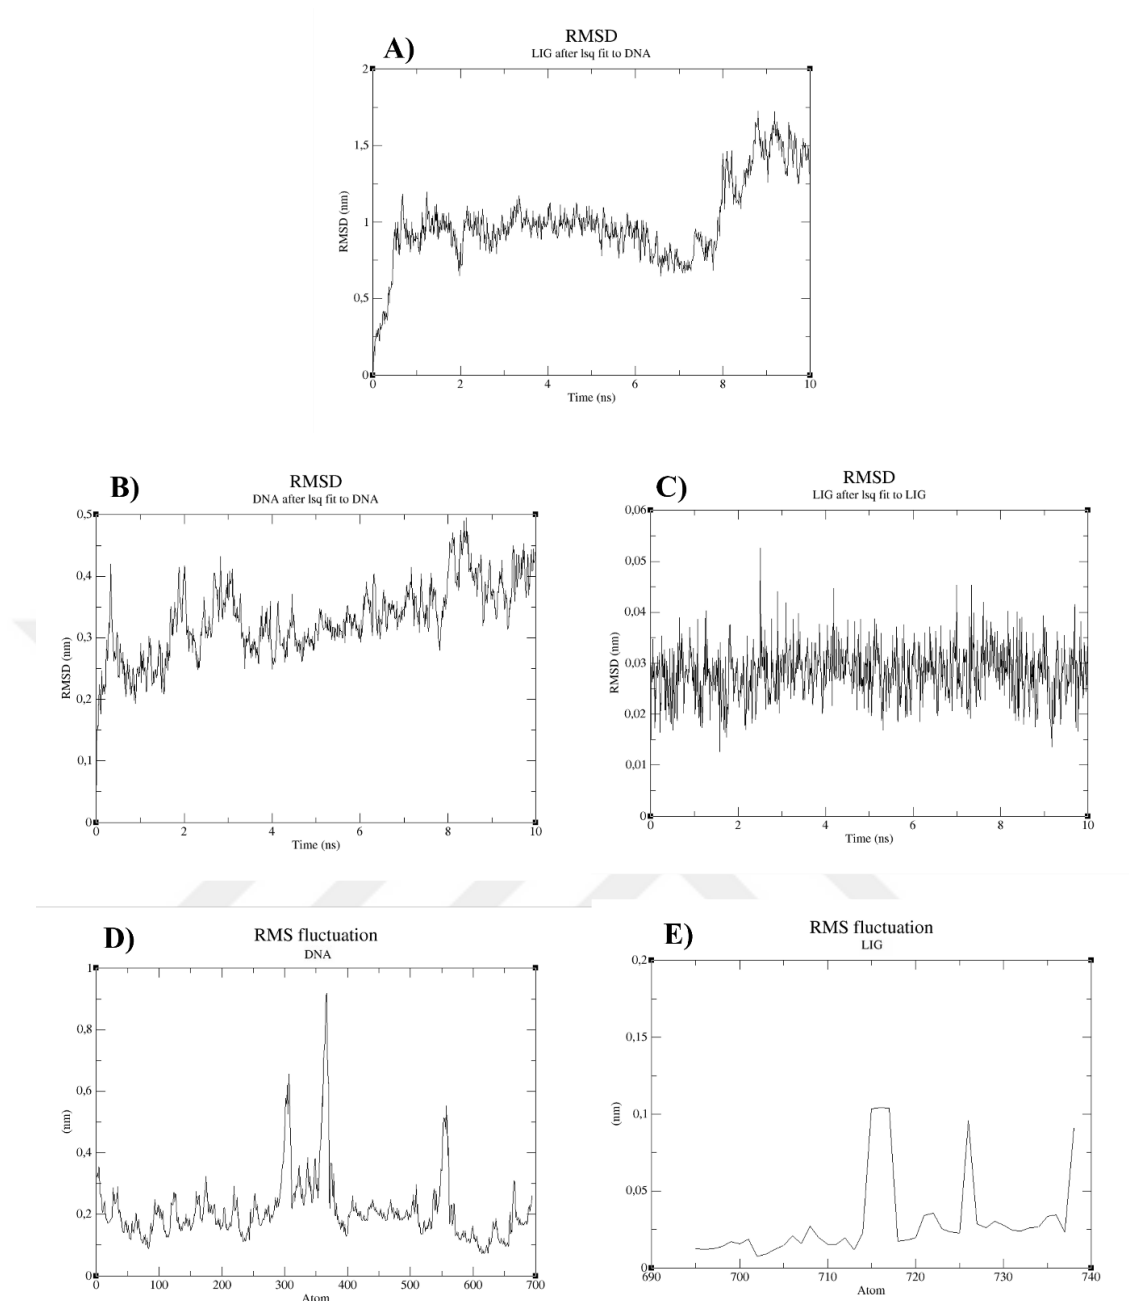 A)
RMSD
LIG after lsq fit to DNA
2
1,5
1
0,5
0
RMSD (nm)
0 2 4 6 8 10
Time (ns)
B)
RMSD
DNA after lsq fit to DNA
0,5
0,4
0,3
0,2
0,1
0
RMSD (nm)
0 2 4 6 8 10
Time (ns)
C)
RMSD
LIG after lsq fit to LIG
0,06
0,05
0,04
0,03
0,02
0,01
0
RMSD (nm)
0 2 4 6 8 10
Time (ns)
D)
RMS fluctuation
DNA
1
0,8
0,6
0,4
0,2
0
(nm)
0 100 200 300 400 500 600 700
Atom
E)
RMS fluctuation
LIG
0,2
0,15
0,1
0,05
0
(nm)
690 700 710 720 730 740
Atom